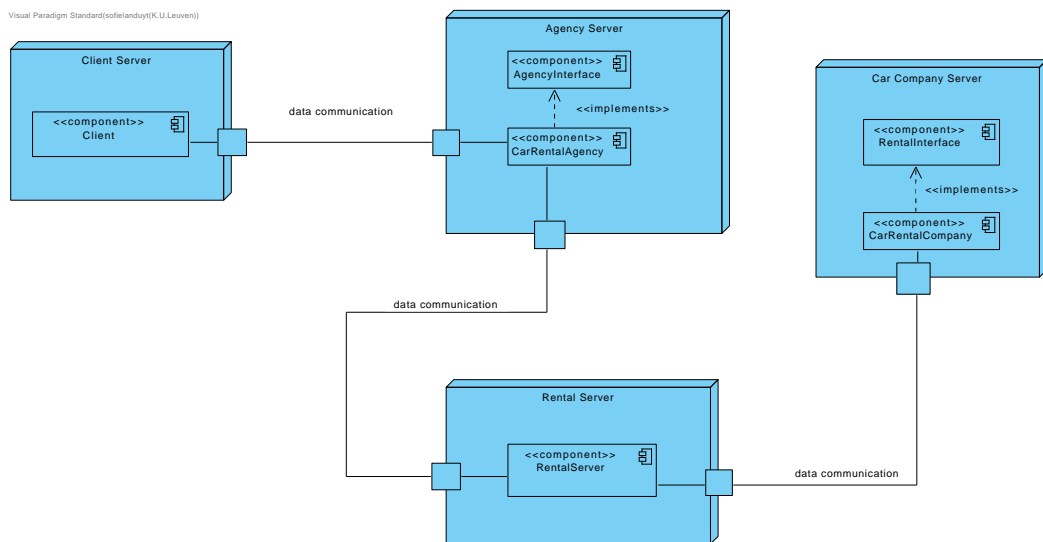 Visual Paradigm Standard(sofielanduyt(K.U.Leuven))
Client Server
<<component>>
Client
data communication
Agency Server
<<component>>
AgencyInterface
<<implements>>
<<component>>
CarRentalAgency
Car Company Server
<<component>>
RentalInterface
<<implements>>
<<component>>
CarRentalCompany
data communication
Rental Server
<<component>>
RentalServer
data communication